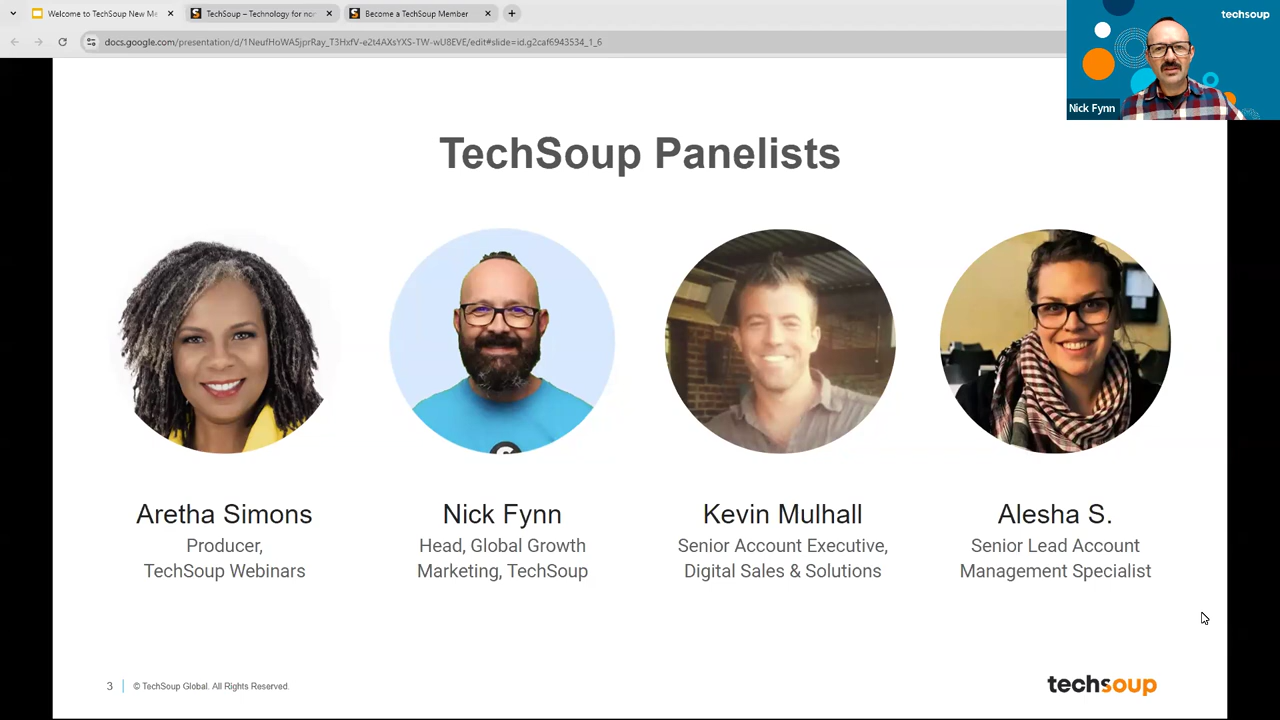 Welcome to TechSoup New Me
TechSoup – Technology for nor
Become a TechSoup Member
docs.google.com/presentation/d/1NeufHoWA5jprRay_T3HxfV-e2t4AXsYXS-TW-wU8EVE/edit#slide=id.g2caf6943534_1_6
techsoup
Nick Fynn
TechSoup Panelists
Aretha Simons
Producer,
TechSoup Webinars
Nick Fynn
Head, Global Growth
Marketing, TechSoup
Kevin Mulhall
Senior Account Executive,
Digital Sales & Solutions
Alesha S.
Senior Lead Account
Management Specialist
3
© TechSoup Global. All Rights Reserved.
techsoup